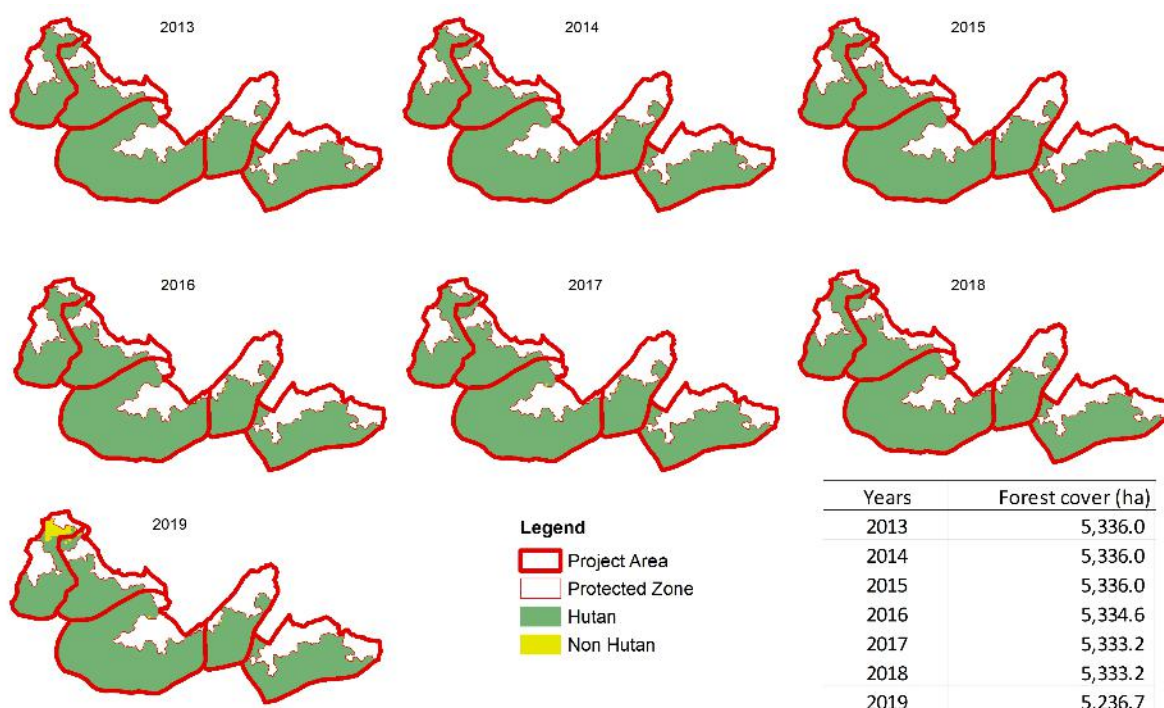 2013
2014
2015
2016
2017
2018
2019
Legend
Project Area
Protected Zone
Hutan
Non Hutan
Years Forest cover (ha)
2013 5,336.0
2014 5,336.0
2015 5,336.0
2016 5,334.6
2017 5,333.2
2018 5,333.2
2019 5,236.7